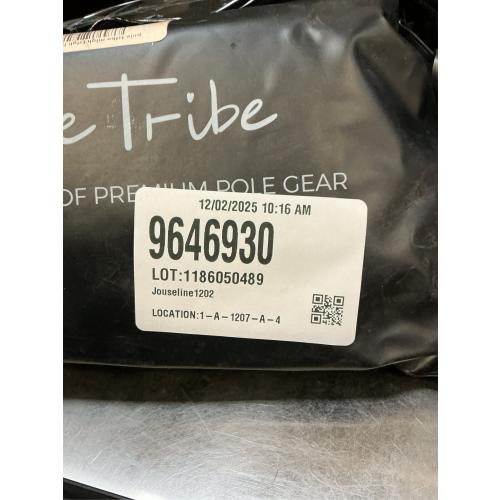 e Tribe
OF PREMIUM POLE GEAR
12/02/2025 10:16 AM
9646930
LOT:1186050489
Jouseline1202
LOCATION:1-A-1207-A-4